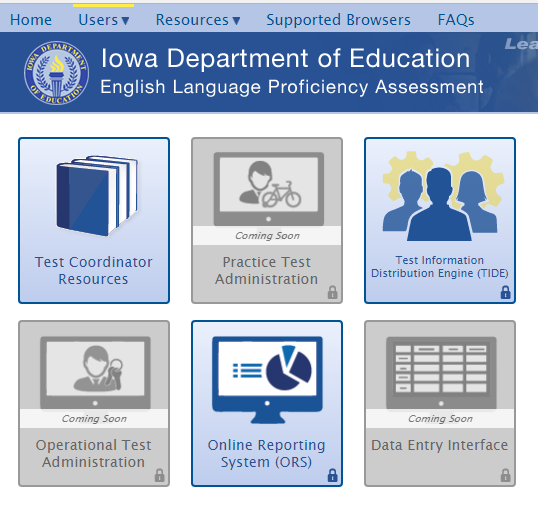 Home Users▼ Resources▼ Supported Browsers FAQs
IOWA DEPARTMENT OF EDUCATION
Iowa Department of Education
English Language Proficiency Assessment
Lea
Test Coordinator
Resources
Coming Soon
Practice Test
Administration
Test Information
Distribution Engine (TIDE)
Coming Soon
Operational Test
Administration
Online Reporting
System (ORS)
Coming Soon
Data Entry Interface